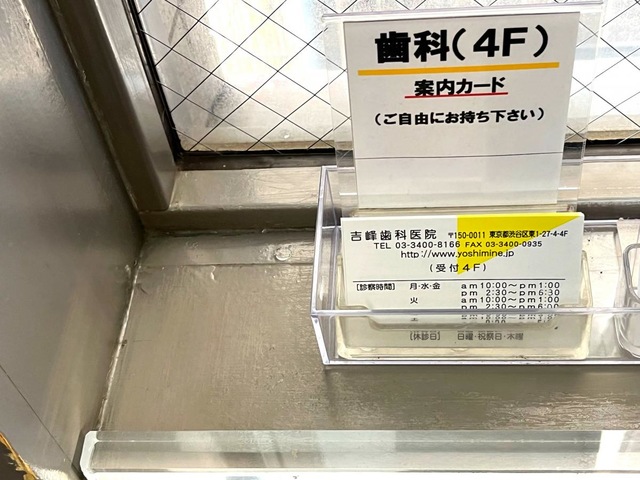 歯科(4F)
案内カード
(ご自由にお持ち下さい)
吉峰歯科医院 〒150-0011 東京都渋谷区東1-27-4-4F
TEL 03-3400-8166 FAX 03-3400-0935
http://www.yoshimine.jp
(受付4F)
[診察時間] 月·水·金 am10:00～pm1:00
pm 2:30～pm6:30
火 am10:00～pm1:00
pm 2:30～pm6:00
土
[休診日] 日曜·祝祭日·木曜